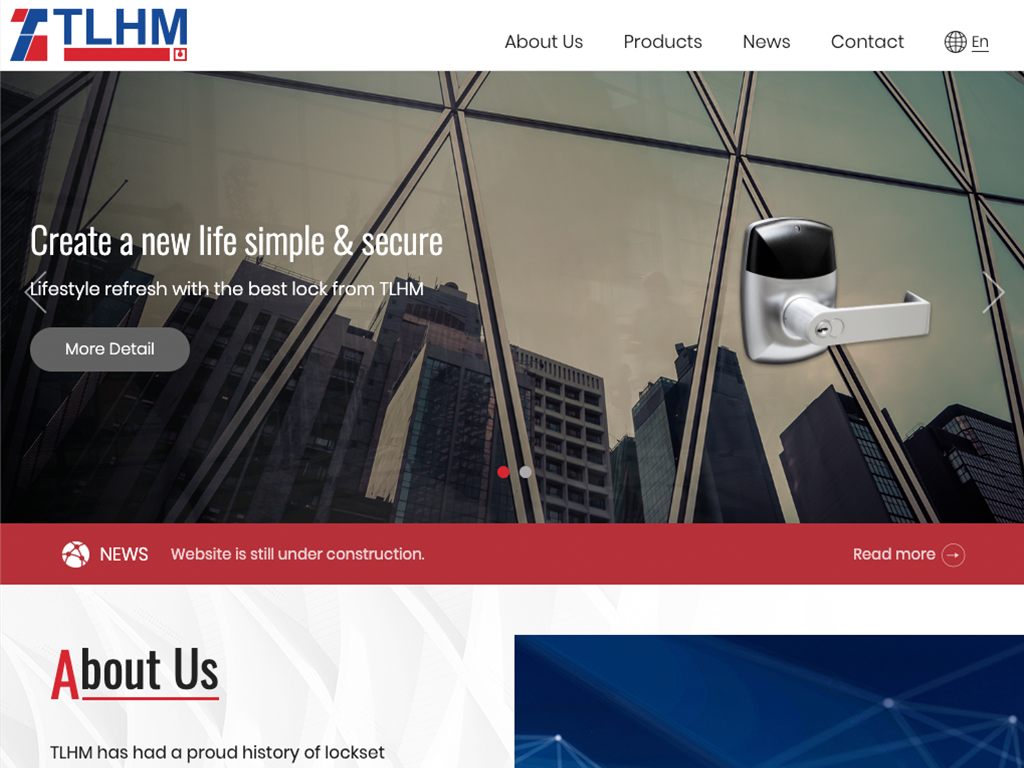 TLHM
About Us
Products
News
Contact
En
Create a new life simple & secure
Lifestyle refresh with the best lock from TLHM
More Detail
NEWS
Website is still under construction.
Read more
About Us
TLHM has had a proud history of lockset